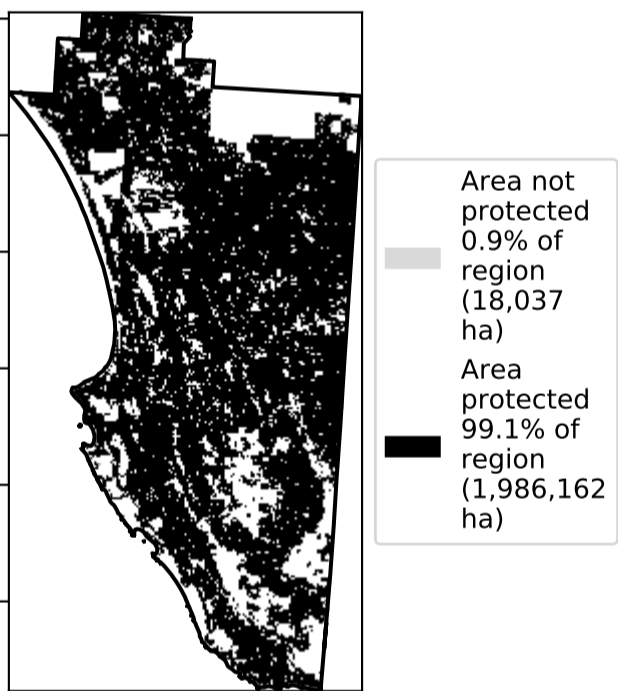 Area not
protected
0.9% of
region
(18,037
ha)
Area
protected
99.1% of
region
(1,986,162
ha)